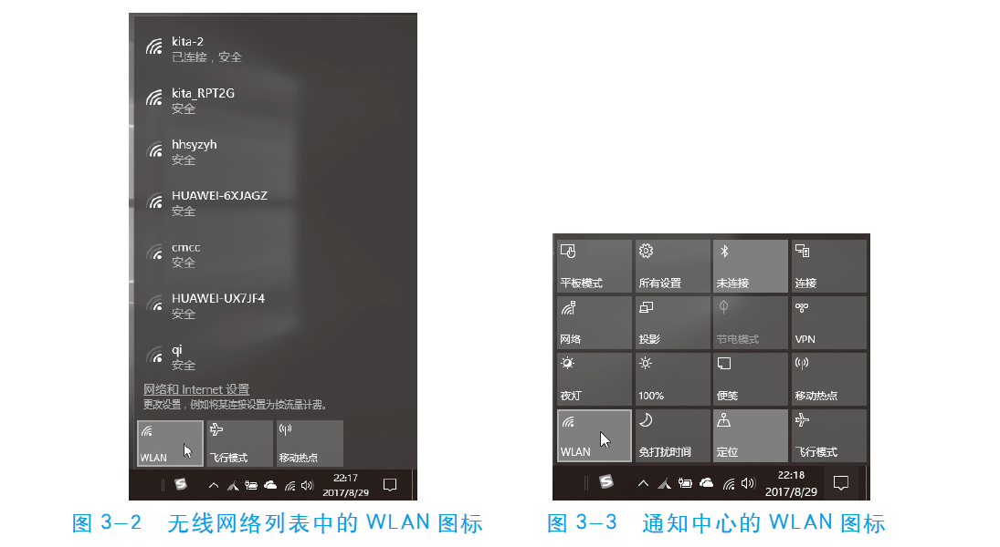 kita-2
已连接，安全
kita_RPT2G
安全
hhsyzyh
安全
HUAWEI-6XJAGZ
安全
cmcc
安全
HUAWEI-UX7JF4
安全
qi
安全
网络和 Internet 设置
更改设置，例如将某连接设置为按流量计费。
WLAN 飞行模式 移动热点
22:17
2017/8/29
图 3—2 无线网络列表中的 WLAN 图标
平板模式 所有设置 未连接 连接
网络 投影 节电模式 VPN
夜灯 100% 便笺 移动热点
WLAN 免打扰时间 定位 飞行模式
22:18
2017/8/29
图 3—3 通知中心的 WLAN 图标